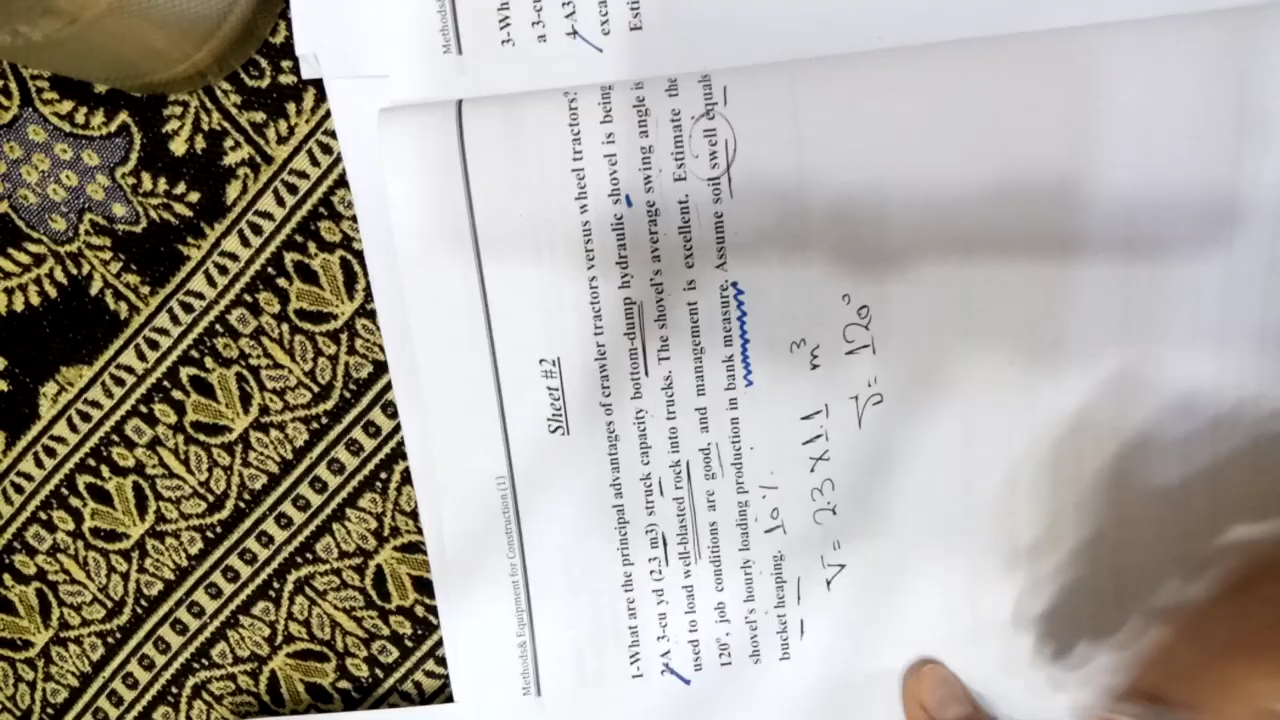 Methods& Equipment for Construction (1)
Sheet #2
1-What are the principal advantages of crawler tractors versus wheel tractors?
2-A 3-cu yd (2.3 m3) struck capacity bottom-dump hydraulic shovel is being
used to load well-blasted rock into trucks. The shovel's average swing angle is
120°, job conditions are good, and management is excellent. Estimate the
shovel's hourly loading production in bank measure. Assume soil swell equals
bucket heaping. 10 %
V = 2.3 x 1.1 m³
= 120°
Methods&
3-Wh
a 3-cu
4-A3
exca
Esti